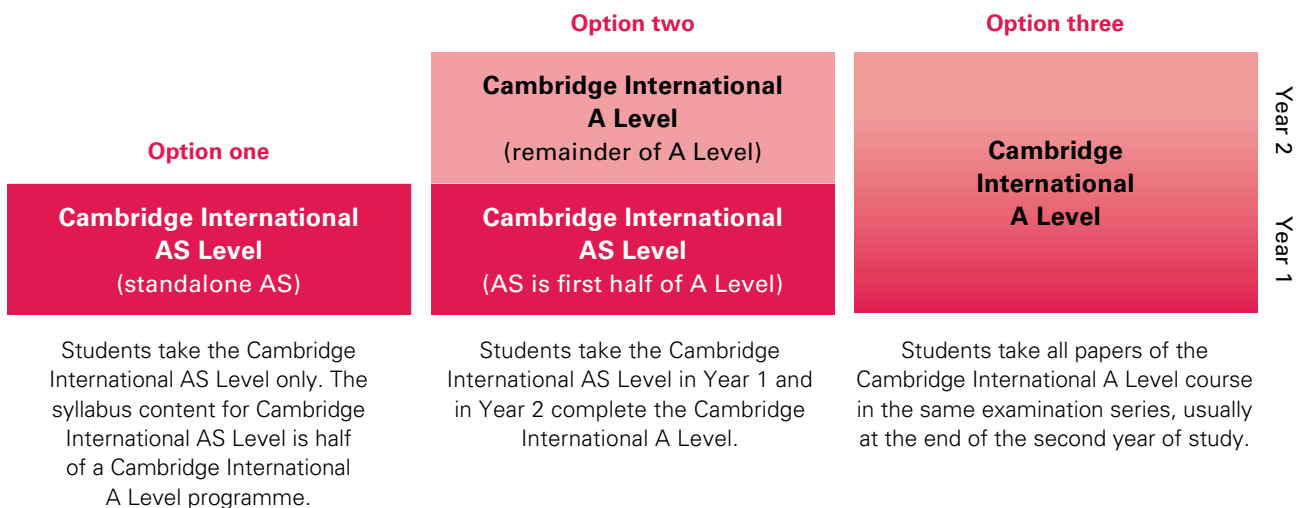 Option one
Cambridge International
AS Level
(standalone AS)
Students take the Cambridge
International AS Level only. The
syllabus content for Cambridge
International AS Level is half
of a Cambridge International
A Level programme.
Option two
Cambridge International
A Level
(remainder of A Level)
Cambridge International
AS Level
(AS is first half of A Level)
Students take the Cambridge
International AS Level in Year 1 and
in Year 2 complete the Cambridge
International A Level.
Option three
Cambridge
International
A Level
Students take all papers of the
Cambridge International A Level course
in the same examination series, usually
at the end of the second year of study.
Year 2
Year 1